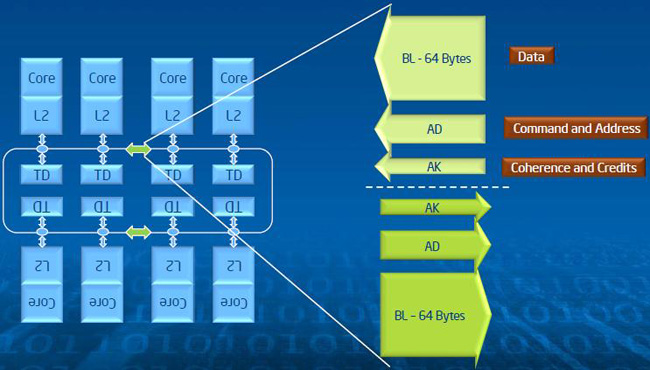 Core Core Core Core
L2 L2 L2 L2
TD TD TD TD
TD TD TD TD
L2 L2 L2 L2
Core Core Core Core
BL - 64 Bytes
Data
AD
Command and Address
AK
Coherence and Credits
AK
AD
BL – 64 Bytes